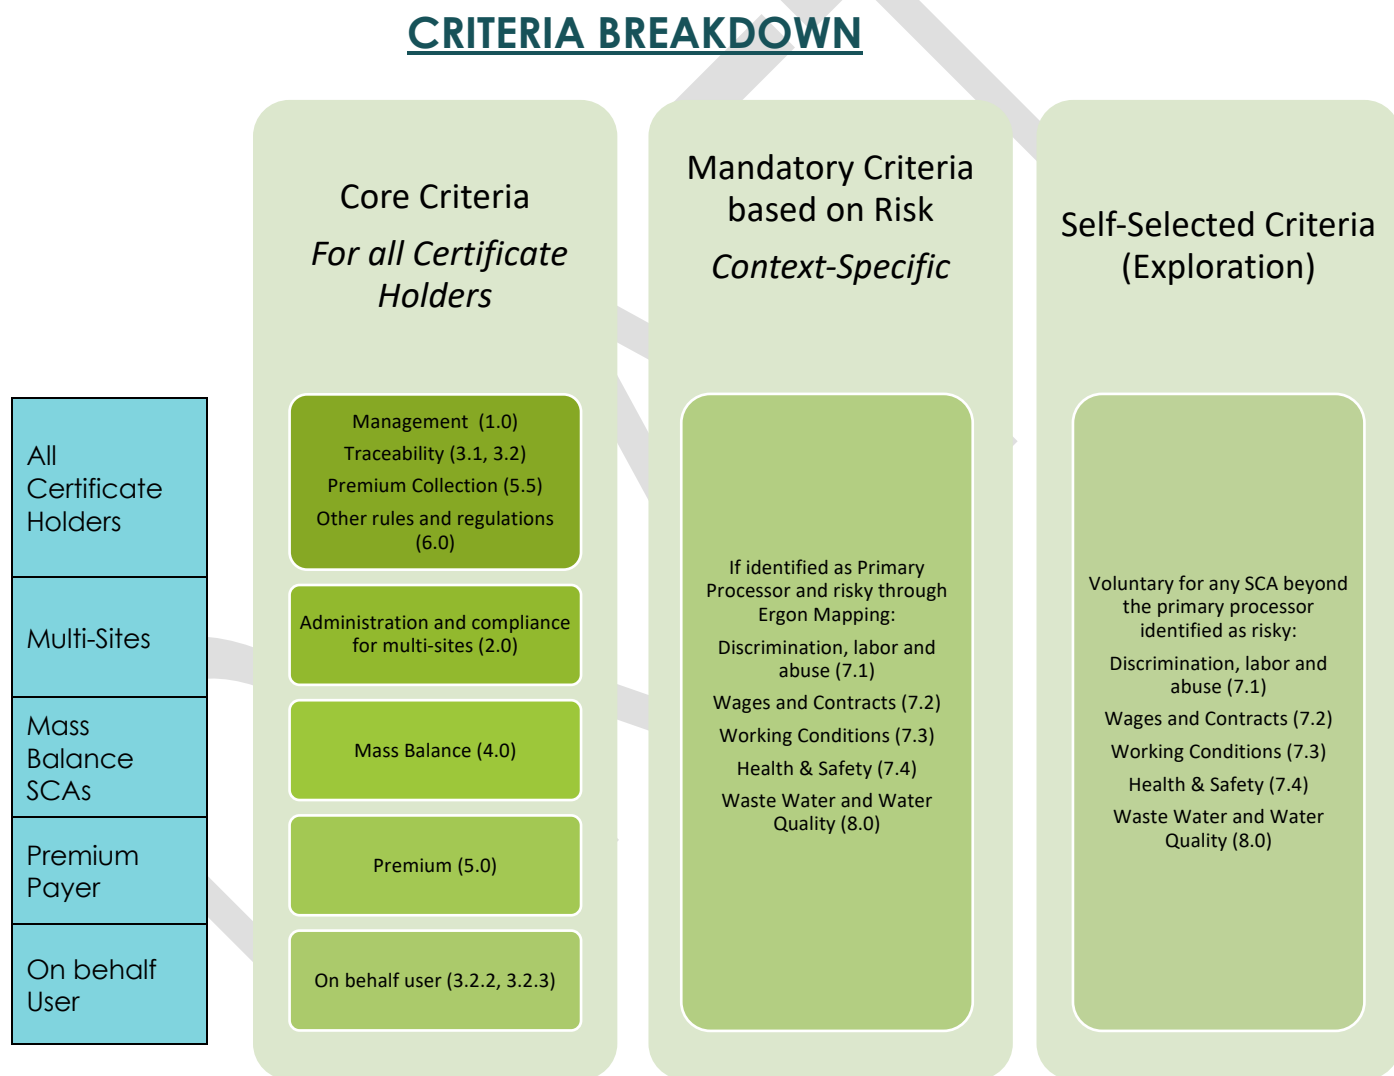 CRITERIA BREAKDOWN
Core Criteria
For all Certificate
Holders
Mandatory Criteria
based on Risk
Context-Specific
Self-Selected Criteria
(Exploration)
All
Certificate
Holders
Multi-Sites
Mass
Balance
SCAs
Premium
Payer
On behalf
User
Management (1.0)
Traceability (3.1, 3.2)
Premium Collection (5.5)
Other rules and regulations
(6.0)
Administration and compliance
for multi-sites (2.0)
Mass Balance (4.0)
Premium (5.0)
On behalf user (3.2.2, 3.2.3)
If identified as Primary
Processor and risky through
Ergon Mapping:
Discrimination, labor and
abuse (7.1)
Wages and Contracts (7.2)
Working Conditions (7.3)
Health & Safety (7.4)
Waste Water and Water
Quality (8.0)
Voluntary for any SCA beyond
the primary processor
identified as risky:
Discrimination, labor and
abuse (7.1)
Wages and Contracts (7.2)
Working Conditions (7.3)
Health & Safety (7.4)
Waste Water and Water
Quality (8.0)